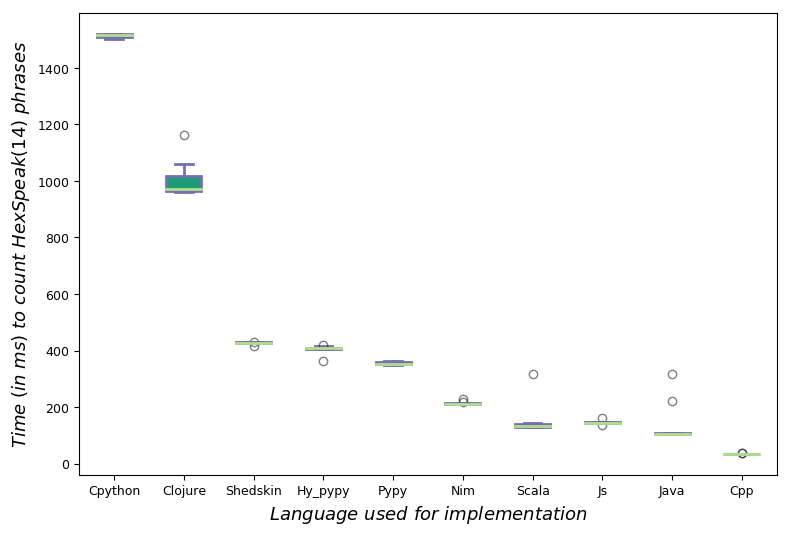 Time (in ms) to count HexSpeak(14) phrases
1400
1200
1000
800
600
400
200
0
Cpython Clojure Shedskin Hy_pypy Pypy Nim Scala Js Java Cpp
Language used for implementation